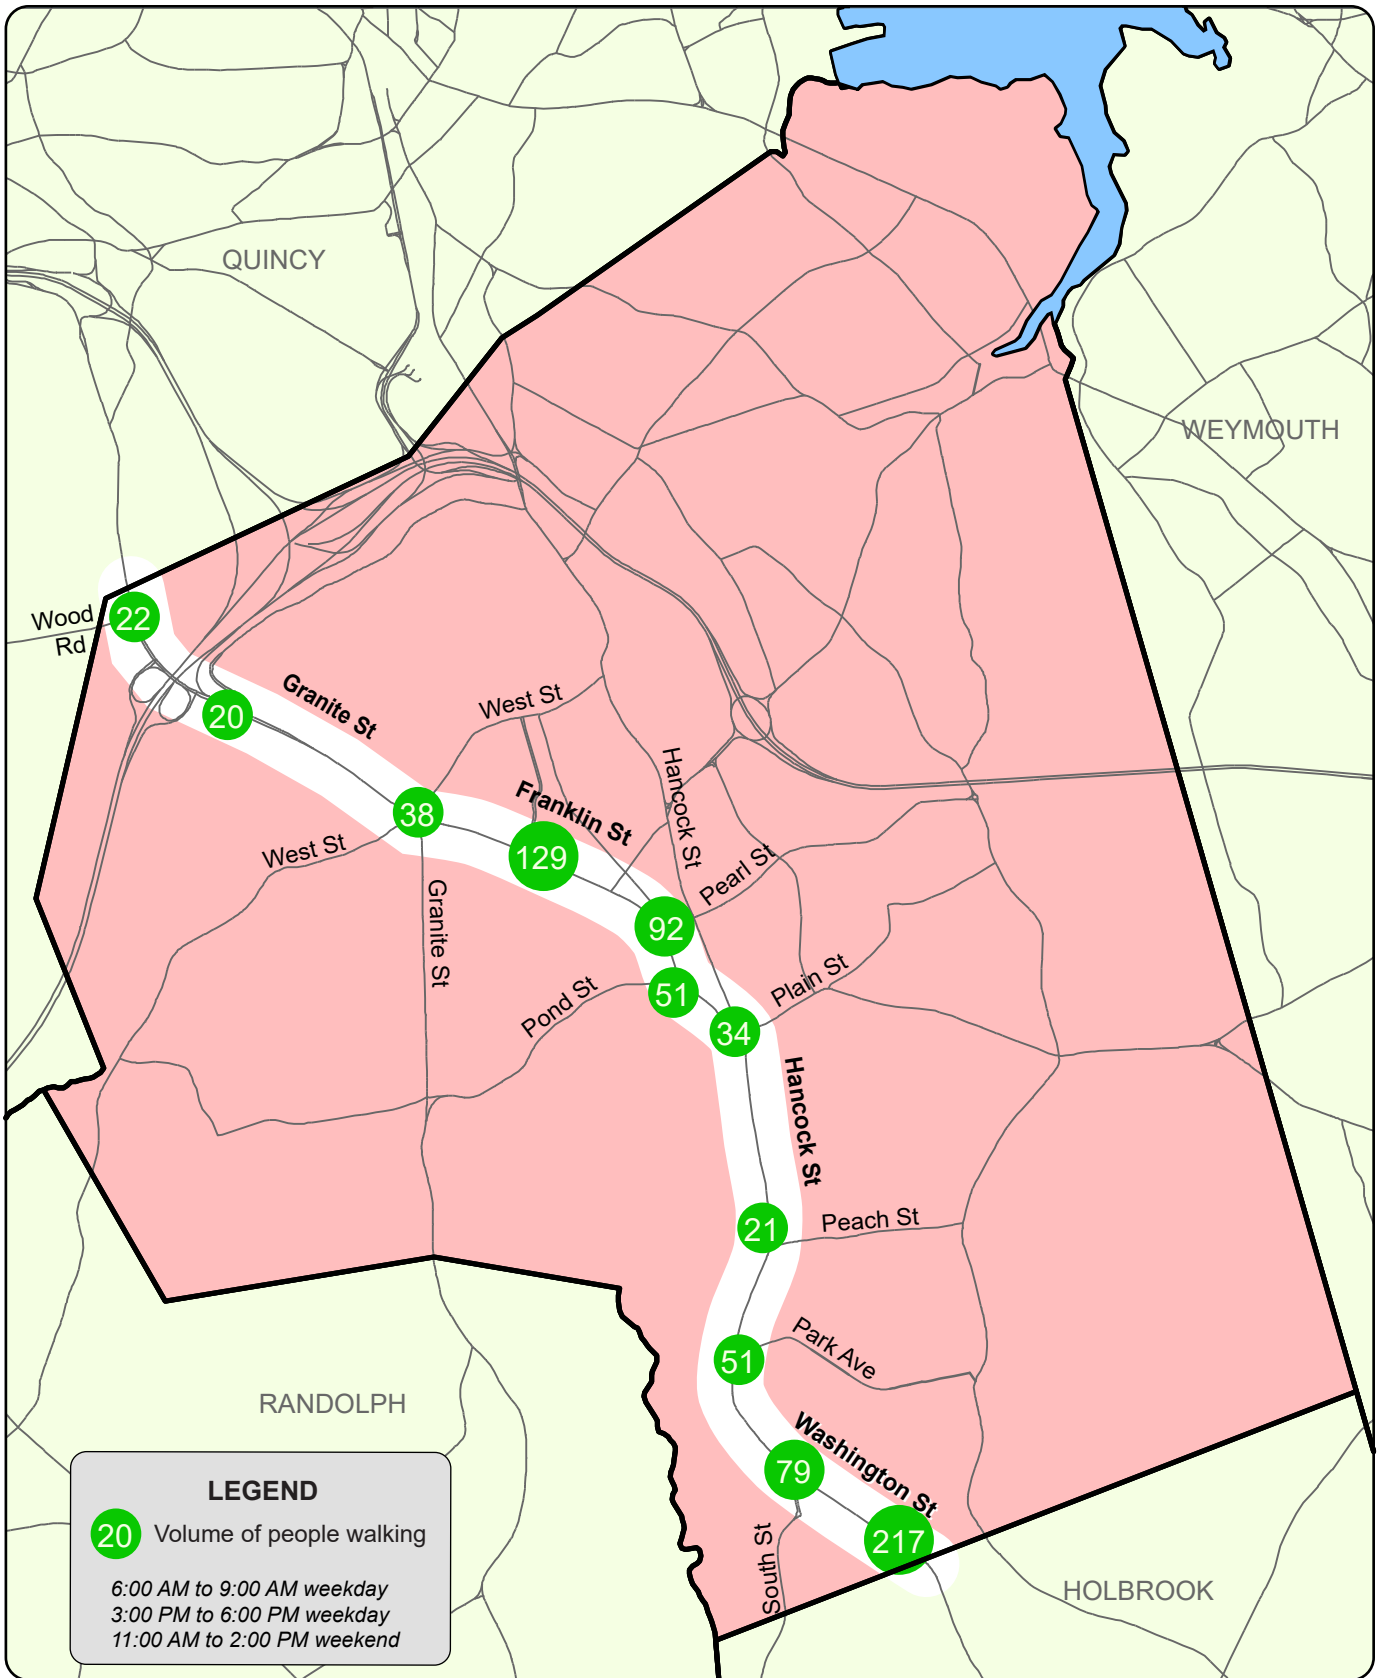 QUINCY
WEYMOUTH
Wood
Rd
22
20
Granite St
West St
Hancock St
38
Franklin St
West St
129
Pearl St
Granite St
92
Pond St
51
Plain St
34
Hancock St
21
Peach St
51
Park Ave
RANDOLPH
Washington St
79
217
South St
HOLBROOK
LEGEND
20 Volume of people walking
6:00 AM to 9:00 AM weekday
3:00 PM to 6:00 PM weekday
11:00 AM to 2:00 PM weekend